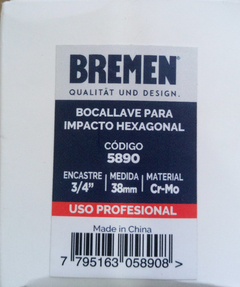 BREMEN®
QUALITÄT UND DESIGN.
BOCALLAVE PARA
IMPACTO HEXAGONAL
CÓDIGO
5890
ENCASTRE MEDIDA MATERIAL
3/4" 38mm Cr-Mo
USO PROFESIONAL
Made in China
7 795163 058908 >